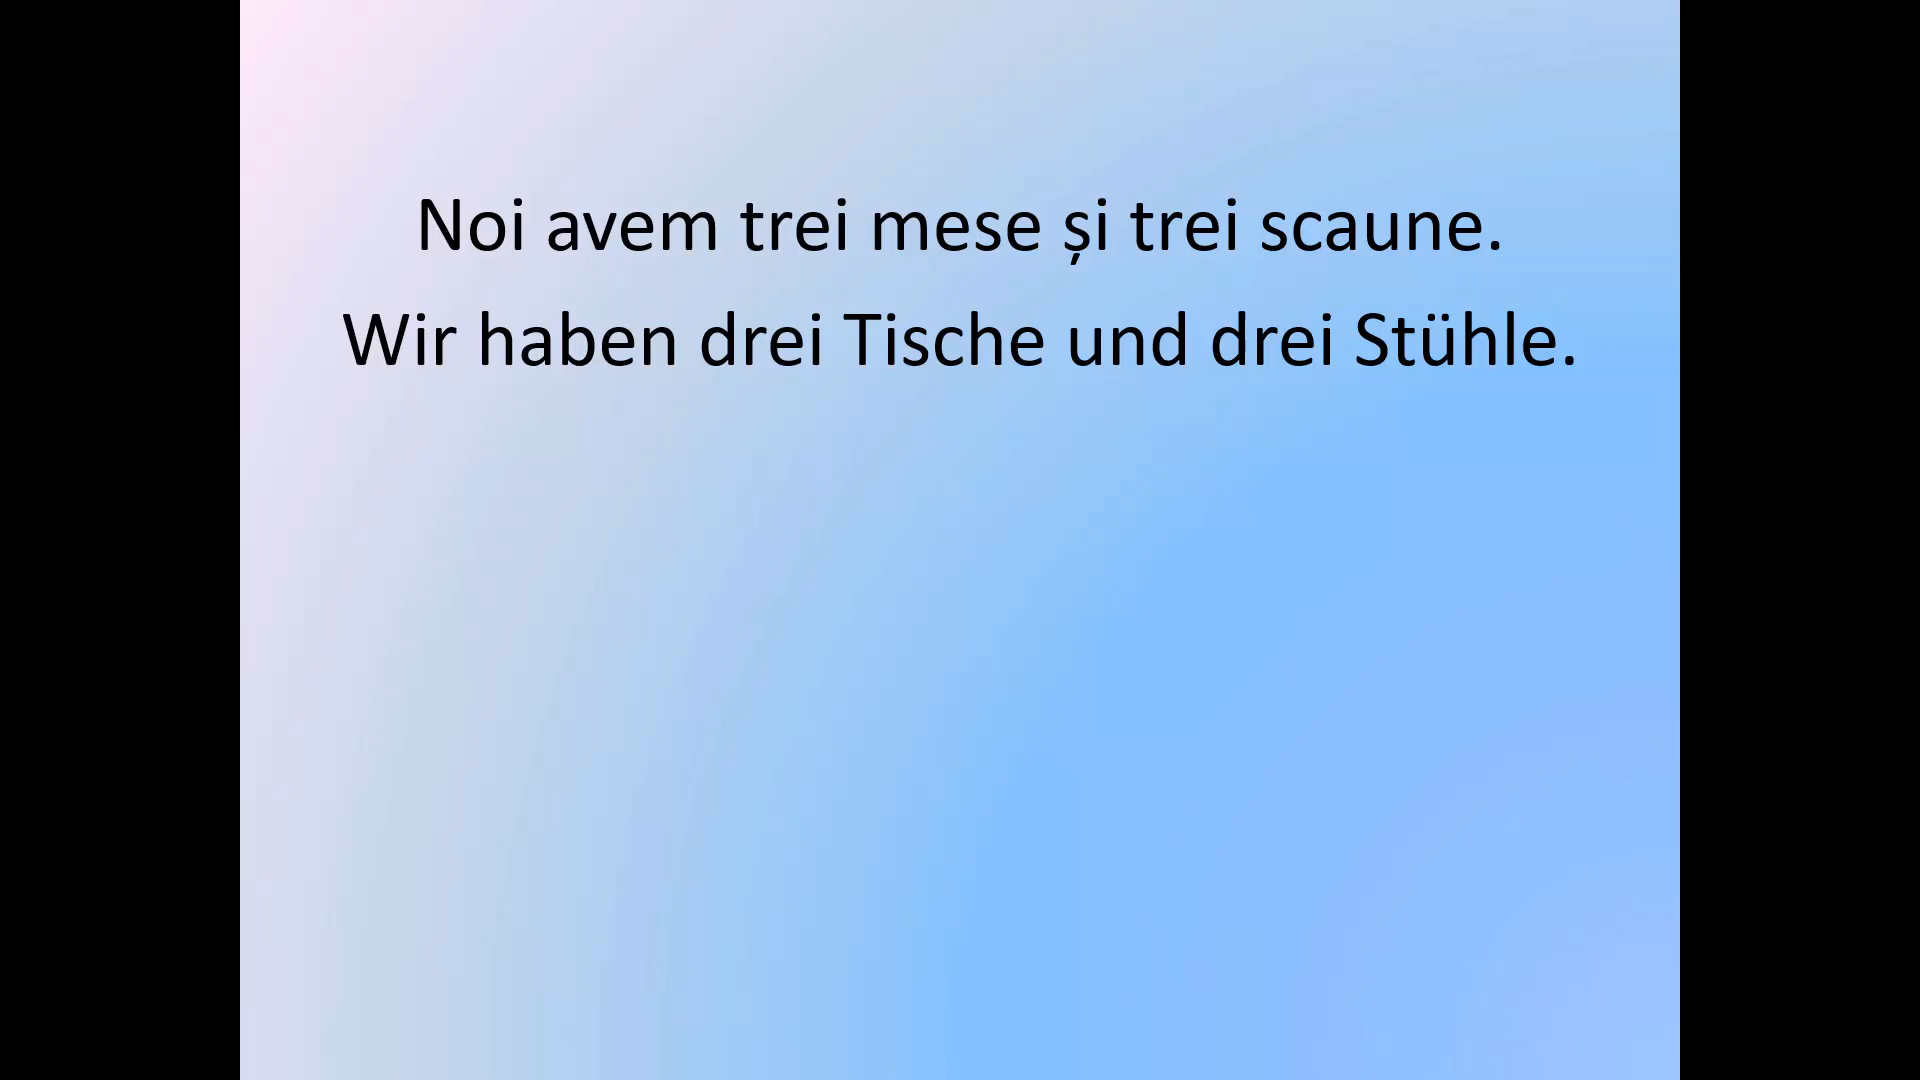 Noi avem trei mese și trei scaune.
Wir haben drei Tische und drei Stühle.